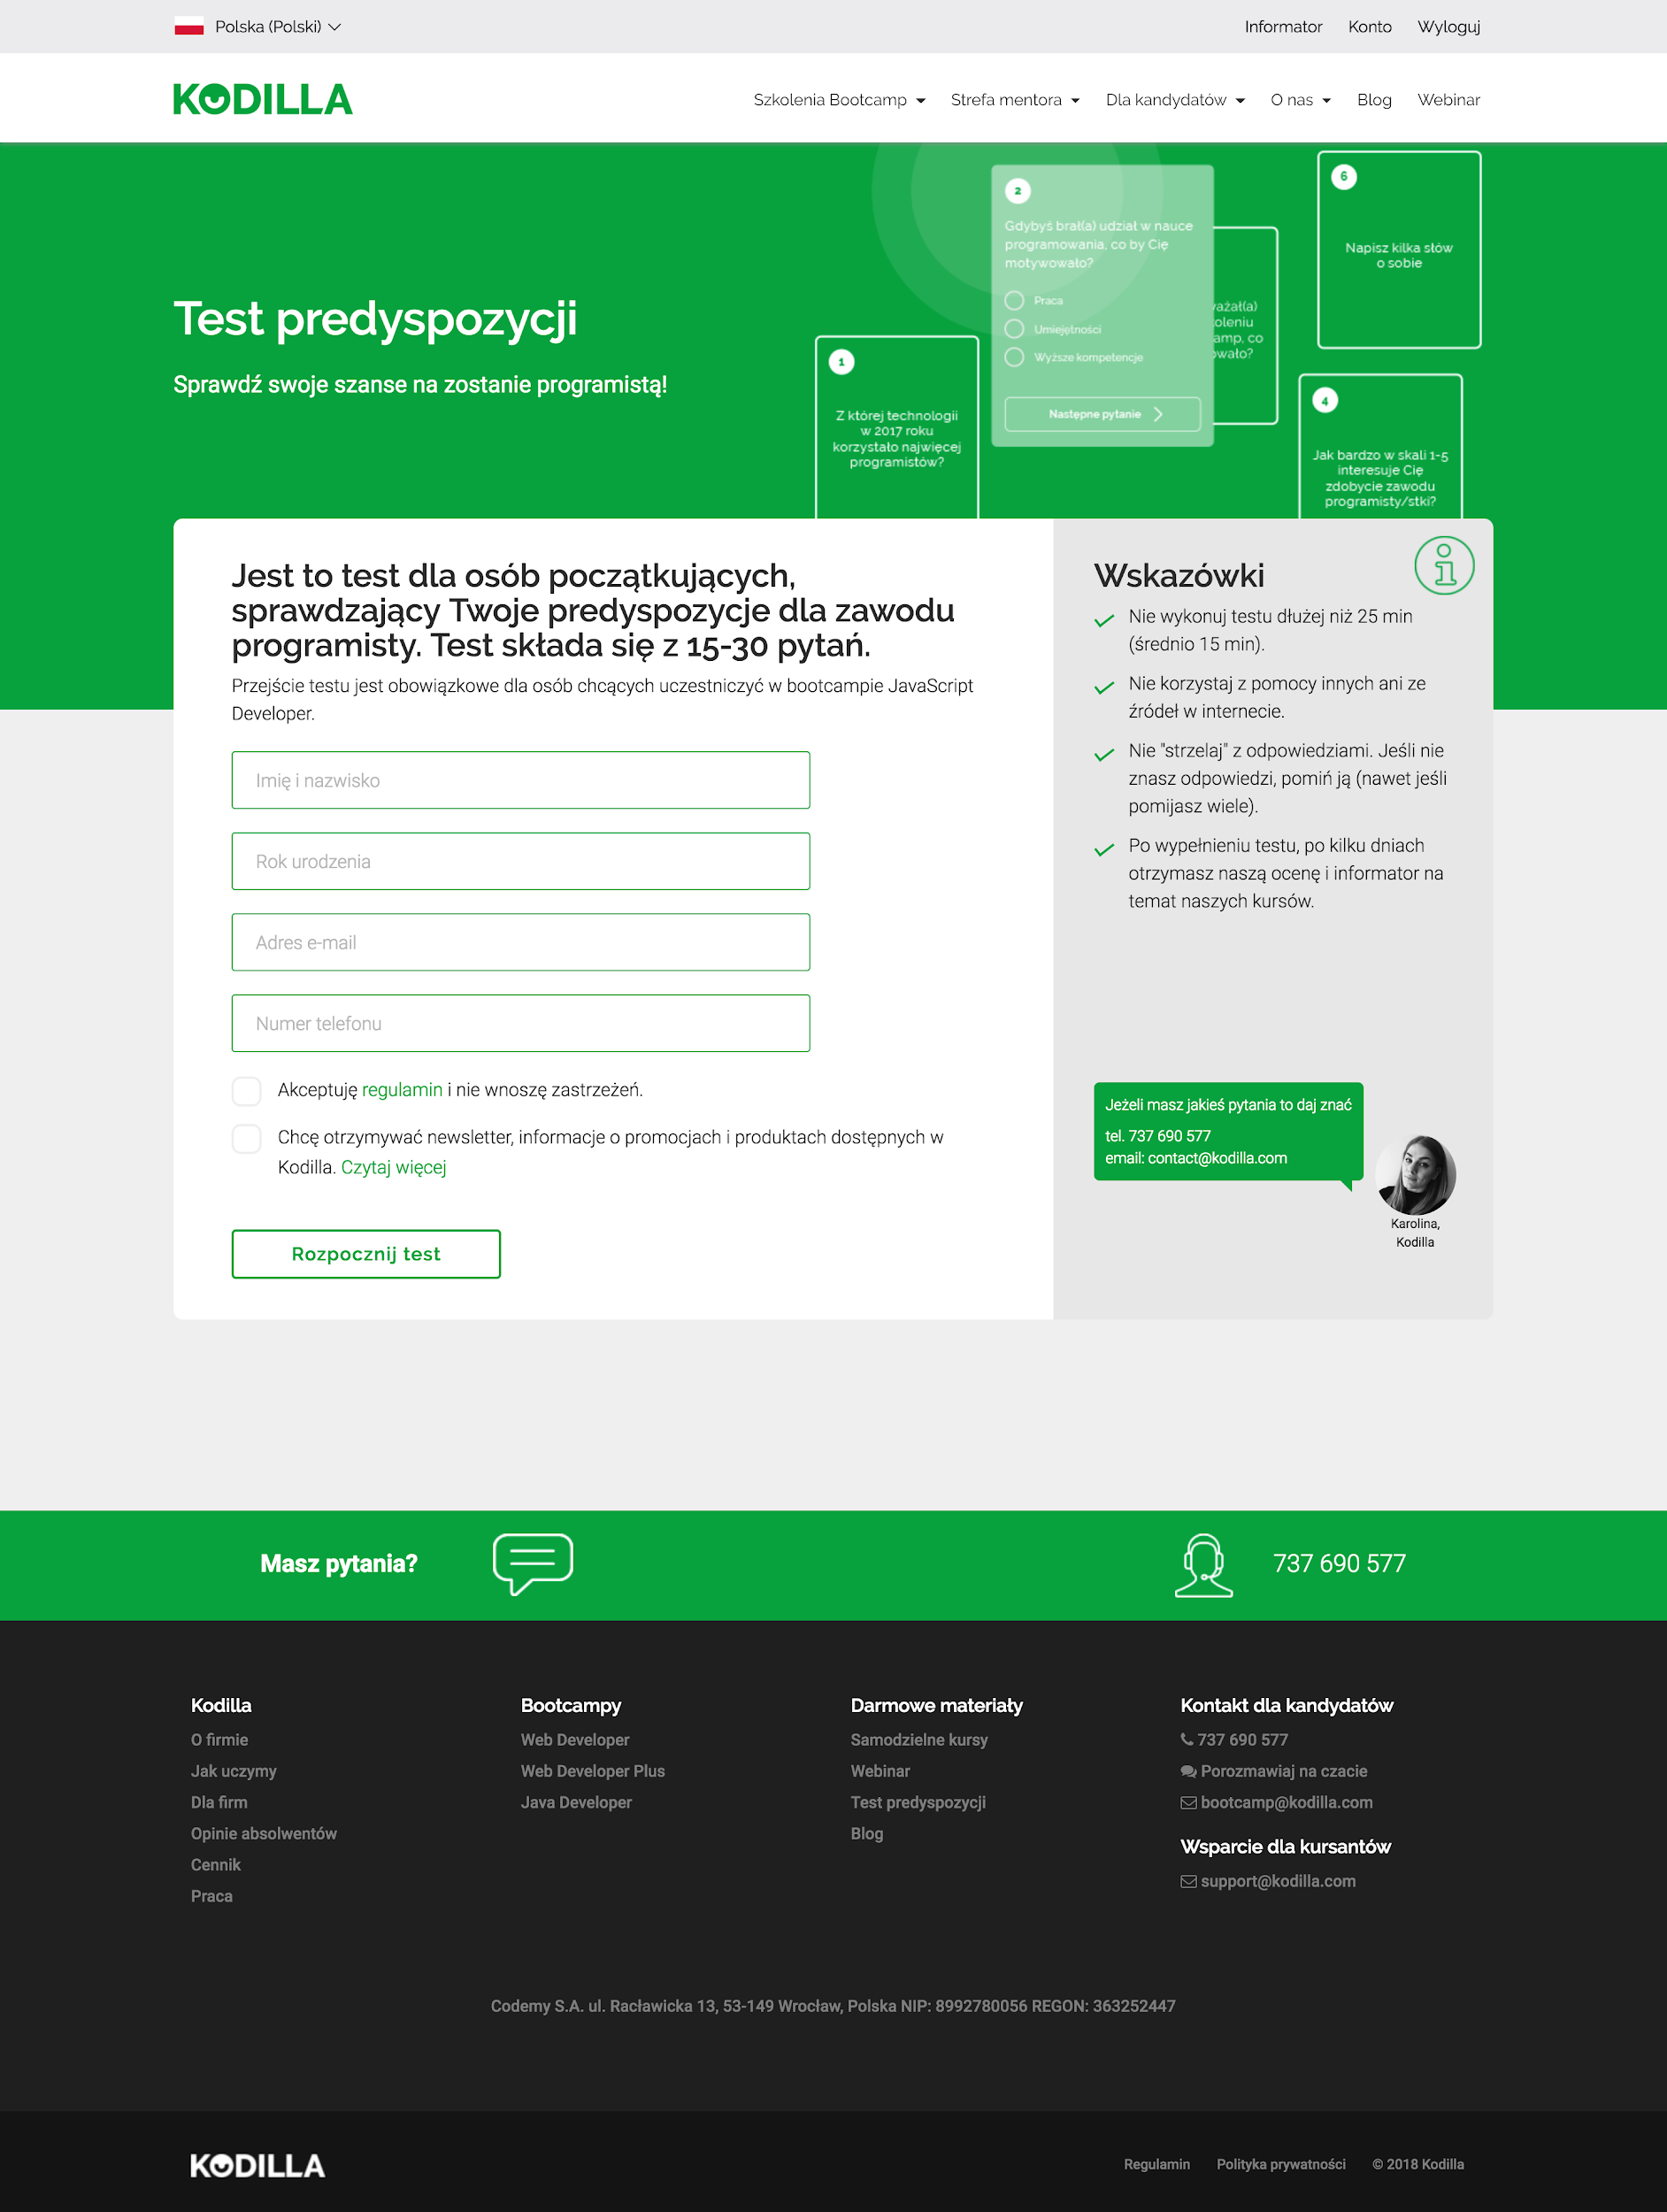 Polska (Polski)
Informator Konto Wyloguj
KODILLA
Szkolenia Bootcamp Strefa mentora Dla kandydatów O nas Blog Webinar
Test predyspozycji
Sprawdź swoje szanse na zostanie programistą!
1
Z której technologii
w 2017 roku
korzystało najwięcej
programistów?
2
Gdybyś brał(a) udział w nauce
programowania, co by Cię
motywowało?
Praca
Umiejętności
Wyższe kompetencje
Następne pytanie
6
Napisz kilka słów
o sobie
4
Jak bardzo w skali 1-5
interesuje Cię
zdobycie zawodu
programisty/stki?
Jest to test dla osób początkujących,
sprawdzający Twoje predyspozycje dla zawodu
programisty. Test składa się z 15-30 pytań.
Przejście testu jest obowiązkowe dla osób chcących uczestniczyć w bootcampie JavaScript
Developer.
Imię i nazwisko
Rok urodzenia
Adres e-mail
Numer telefonu
Akceptuję regulamin i nie wnoszę zastrzeżeń.
Chcę otrzymywać newsletter, informacje o promocjach i produktach dostępnych w
Kodilla. Czytaj więcej
Rozpocznij test
Wskazówki
Nie wykonuj testu dłużej niż 25 min
(średnio 15 min).
Nie korzystaj z pomocy innych ani ze
źródeł w internecie.
Nie "strzelaj" z odpowiedziami. Jeśli nie
znasz odpowiedzi, pomiń ją (nawet jeśli
pomijasz wiele).
Po wypełnieniu testu, po kilku dniach
otrzymasz naszą ocenę i informator na
temat naszych kursów.
Jeżeli masz jakieś pytania to daj znać
tel. 737 690 577
email: contact@kodilla.com
Karolina,
Kodilla
Masz pytania?
737 690 577
Kodilla
O firmie
Jak uczymy
Dla firm
Opinie absolwentów
Cennik
Praca
Bootcampy
Web Developer
Web Developer Plus
Java Developer
Darmowe materiały
Samodzielne kursy
Webinar
Test predyspozycji
Blog
Kontakt dla kandydatów
737 690 577
Porozmawiaj na czacie
bootcamp@kodilla.com
Wsparcie dla kursantów
support@kodilla.com
Codemy S.A. ul. Racławicka 13, 53-149 Wrocław, Polska NIP: 8992780056 REGON: 363252447
KODILLA
Regulamin Polityka prywatności © 2018 Kodilla